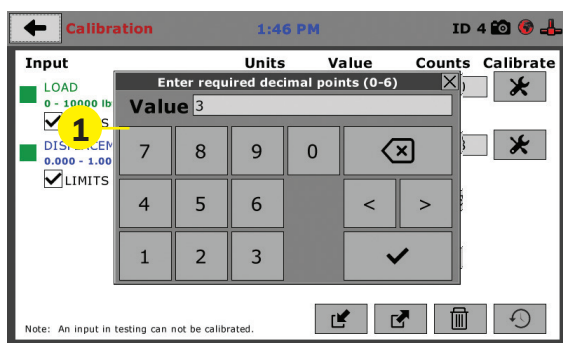 Calibration 1:46 PM ID 4
Input Units Value Counts Calibrate
Enter required decimal points (0-6)
LOAD
0 - 10000 lb
Value 3
1
7 8 9 0
0.000 - 1.00
LIMITS
4 5 6 < >
1 2 3
Note: An input in testing can not be calibrated.